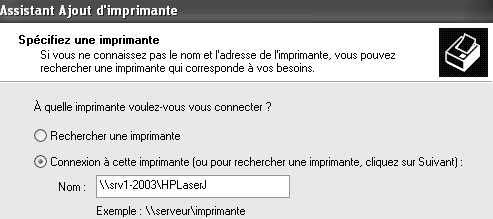 Assistant Ajout d'imprimante
Spécifiez une imprimante
Si vous ne connaissez pas le nom et l'adresse de l'imprimante, vous pouvez
rechercher une imprimante qui corresponde à vos besoins.
À quelle imprimante voulez-vous vous connecter ?
Rechercher une imprimante
Connexion à cette imprimante (ou pour rechercher une imprimante, cliquez sur Suivant) :
Nom : \\srv1-2003\HPLaserJ
Exemple : \\serveur\imprimante